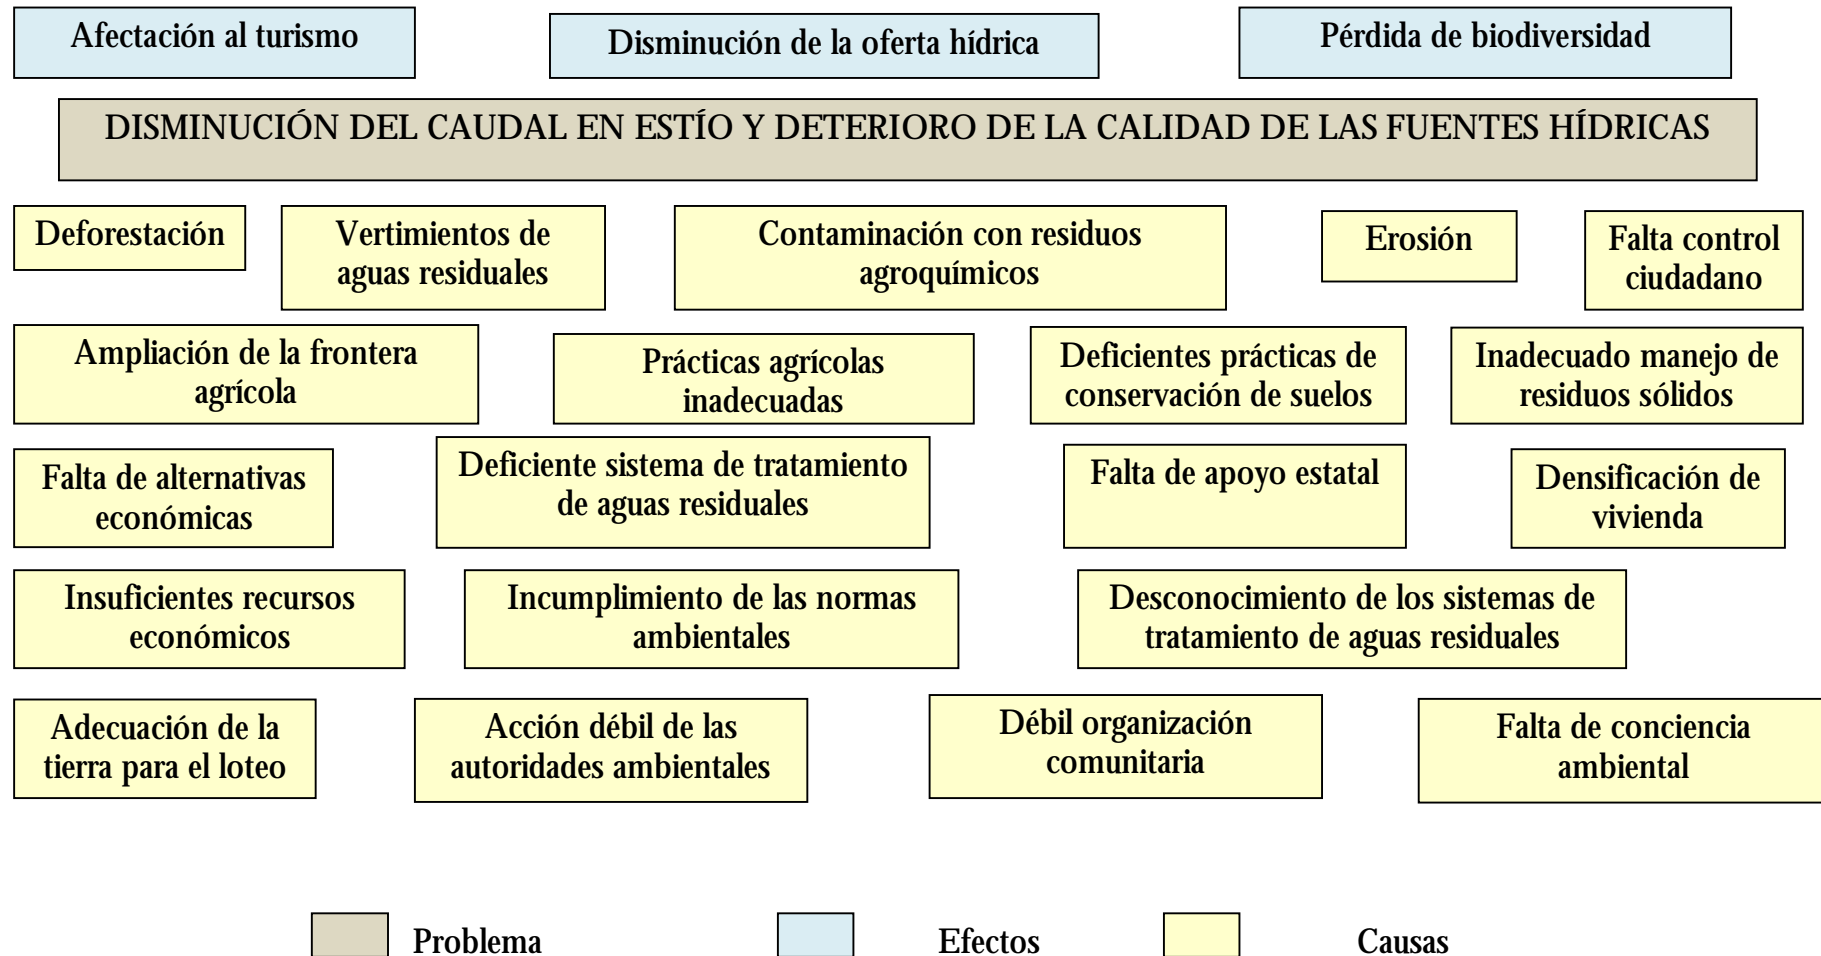 Afectación al turismo
Disminución de la oferta hídrica
Pérdida de biodiversidad
DISMINUCIÓN DEL CAUDAL EN ESTÍO Y DETERIORO DE LA CALIDAD DE LAS FUENTES HÍDRICAS
Deforestación
Vertimientos de
aguas residuales
Contaminación con residuos
agroquímicos
Erosión
Falta control
ciudadano
Ampliación de la frontera
agrícola
Prácticas agrícolas
inadecuadas
Deficientes prácticas de
conservación de suelos
Inadecuado manejo de
residuos sólidos
Falta de alternativas
económicas
Deficiente sistema de tratamiento
de aguas residuales
Falta de apoyo estatal
Densificación de
vivienda
Insuficientes recursos
económicos
Incumplimiento de las normas
ambientales
Desconocimiento de los sistemas de
tratamiento de aguas residuales
Adecuación de la
tierra para el loteo
Acción débil de las
autoridades ambientales
Débil organización
comunitaria
Falta de conciencia
ambiental
Problema
Efectos
Causas